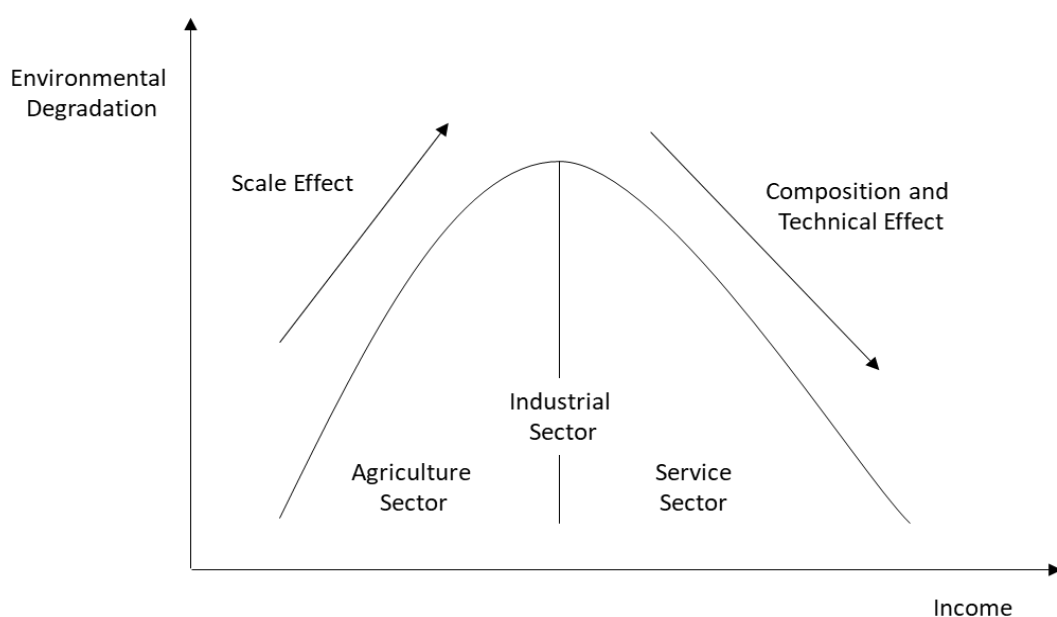 Environmental
Degradation
Scale Effect
Composition and
Technical Effect
Industrial
Sector
Agriculture
Sector
Service
Sector
Income